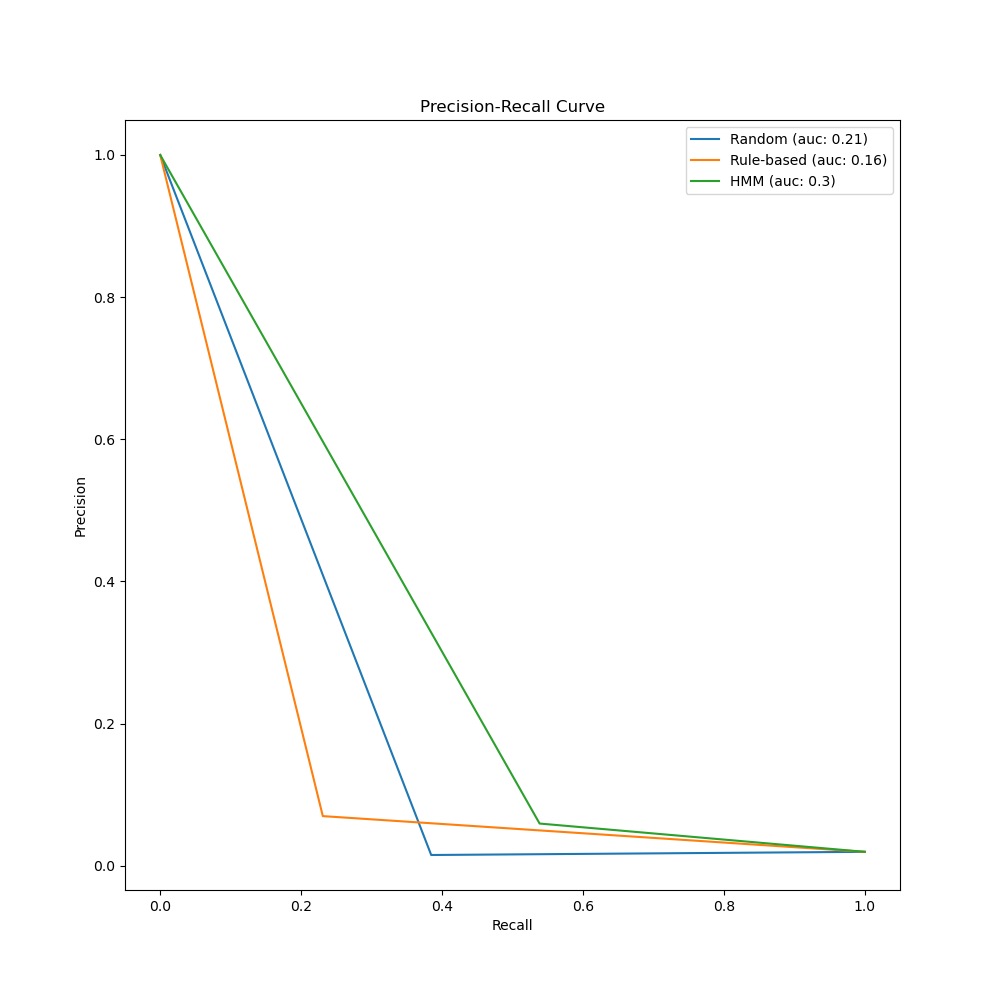 Precision-Recall Curve
Random (auc: 0.21)
Rule-based (auc: 0.16)
HMM (auc: 0.3)
1.0
0.8
0.6
0.4
0.2
0.0
Precision
0.0 0.2 0.4 0.6 0.8 1.0
Recall